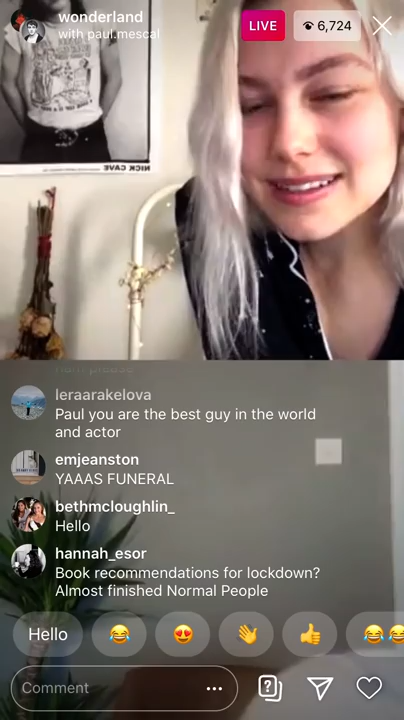 wonderland
with paul.mescal
LIVE
6,724
NICK CAVE
leraarakelova
Paul you are the best guy in the world
and actor
emjeanston
YAAAS FUNERAL
bethmcloughlin_
Hello
hannah_esor
Book recommendations for lockdown?
Almost finished Normal People
Hello
Comment